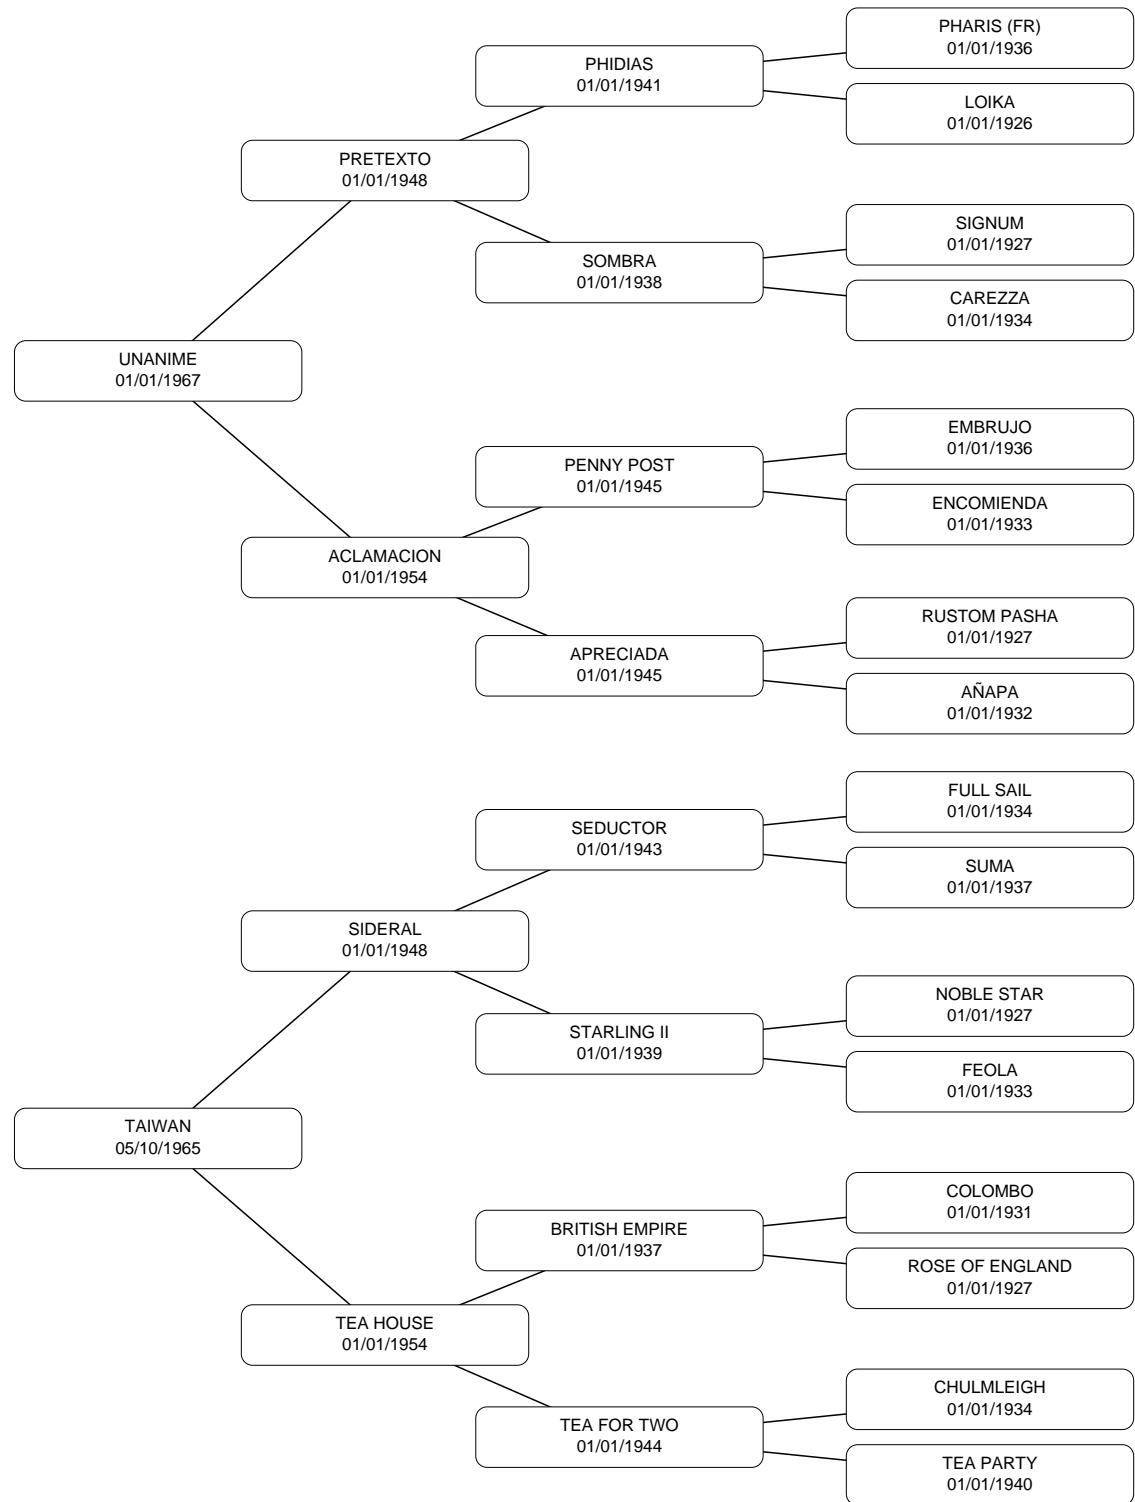 PHARIS (FR)
01/01/1936
PHIDIAS
01/01/1941
LOIKA
01/01/1926
PRETEXTO
01/01/1948
SIGNUM
01/01/1927
SOMBRA
01/01/1938
CAREZZA
01/01/1934
UNANIME
01/01/1967
EMBRUJO
01/01/1936
PENNY POST
01/01/1945
ENCOMIENDA
01/01/1933
ACLAMACION
01/01/1954
RUSTOM PASHA
01/01/1927
APRECIADA
01/01/1945
AÑAPA
01/01/1932
FULL SAIL
01/01/1934
SEDUCTOR
01/01/1943
SUMA
01/01/1937
SIDERAL
01/01/1948
NOBLE STAR
01/01/1927
STARLING II
01/01/1939
FEOLA
01/01/1933
TAIWAN
05/10/1965
COLOMBO
01/01/1931
BRITISH EMPIRE
01/01/1937
ROSE OF ENGLAND
01/01/1927
TEA HOUSE
01/01/1954
CHULMLEIGH
01/01/1934
TEA FOR TWO
01/01/1944
TEA PARTY
01/01/1940